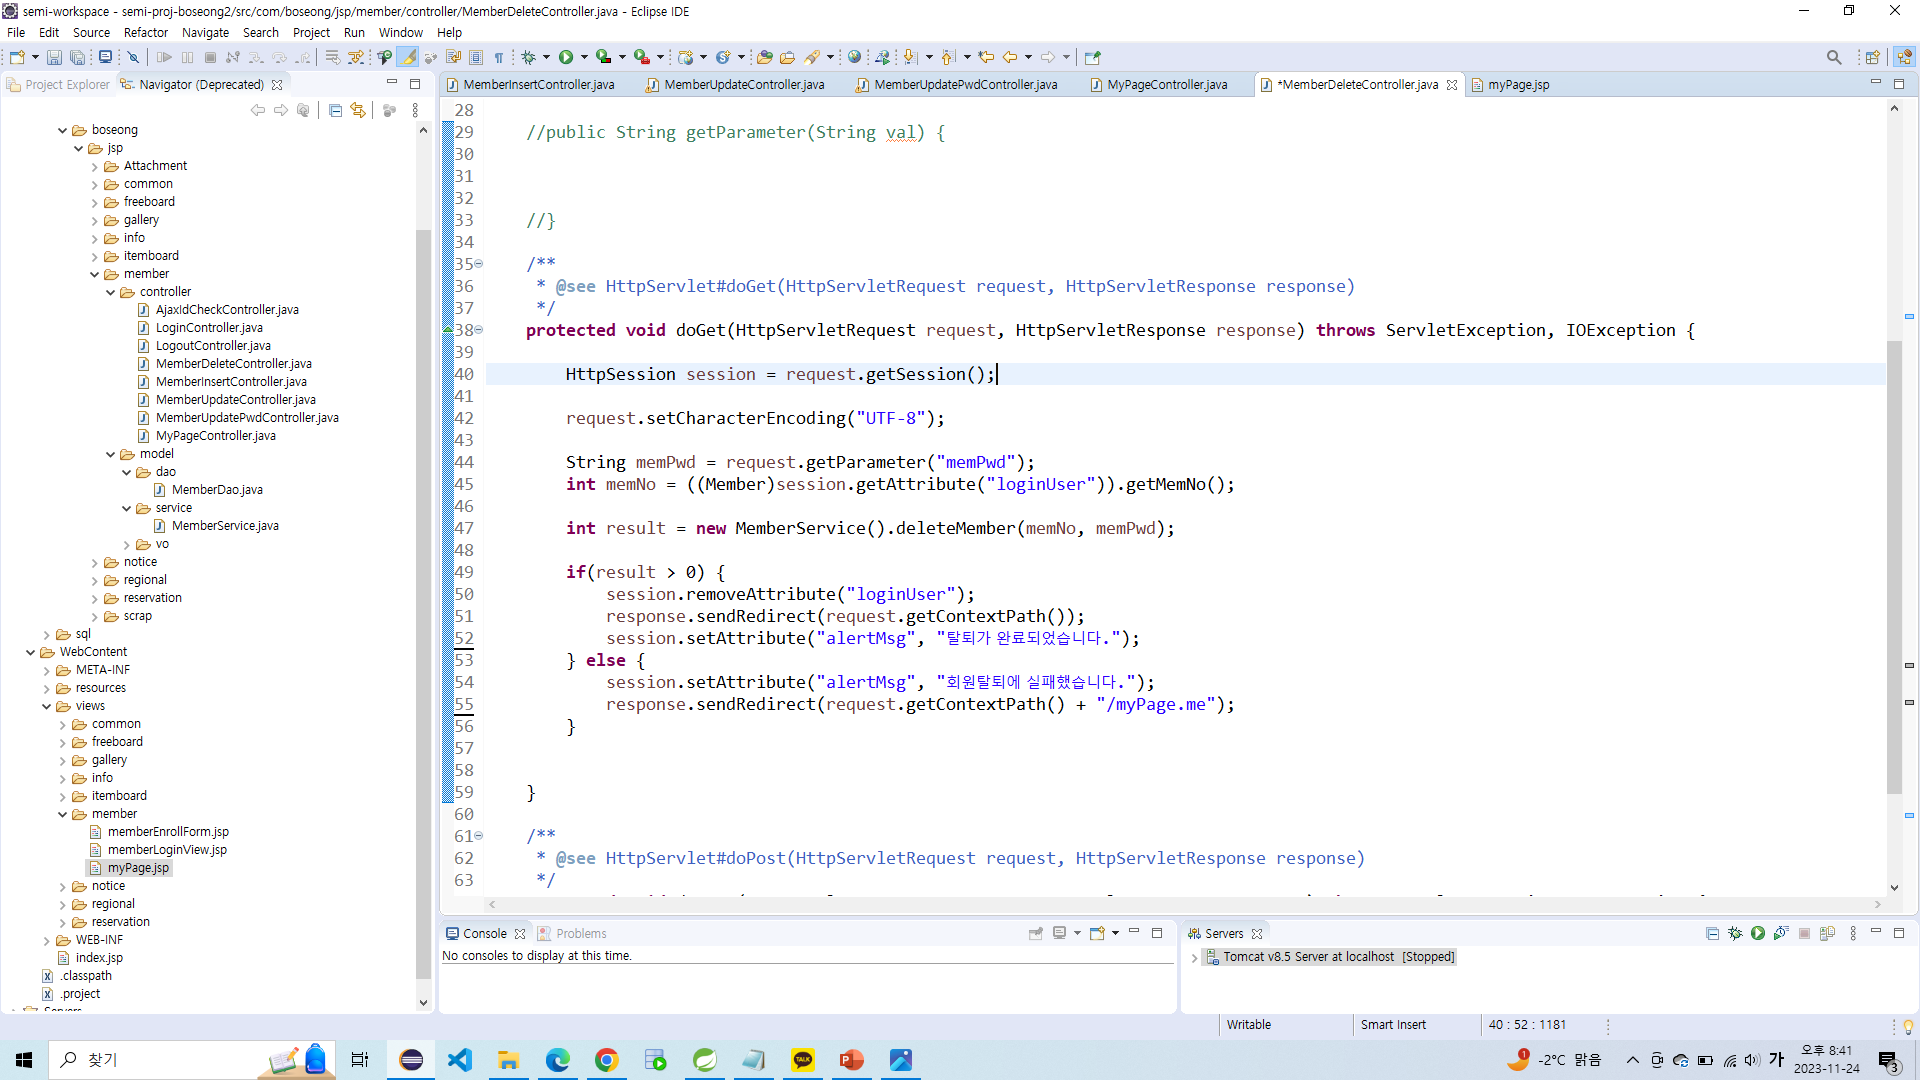 semi-workspace - semi-proj-boseong2/src/com/boseong/jsp/member/controller/MemberDeleteController.java - Eclipse IDE
File Edit Source Refactor Navigate Search Project Run Window Help
Project Explorer Navigator (Deprecated)
boseong
jsp
Attachment
common
freeboard
gallery
info
itemboard
member
controller
AjaxIdCheckController.java
LoginController.java
LogoutController.java
MemberDeleteController.java
MemberInsertController.java
MemberUpdateController.java
MemberUpdatePwdController.java
MyPageController.java
model
dao
MemberDao.java
service
MemberService.java
vo
notice
regional
reservation
scrap
sql
WebContent
META-INF
resources
views
common
freeboard
gallery
info
itemboard
member
memberEnrollForm.jsp
memberLoginView.jsp
myPage.jsp
notice
regional
reservation
WEB-INF
index.jsp
.classpath
.project
Servers
MemberInsertController.java MemberUpdateController.java MemberUpdatePwdController.java MyPageController.java *MemberDeleteController.java myPage.jsp
28
29 //public String getParameter(String val) {
30
31
32
33 //}
34
35 /**
36 * @see HttpServlet#doGet(HttpServletRequest request, HttpServletResponse response)
37 */
38 protected void doGet(HttpServletRequest request, HttpServletResponse response) throws ServletException, IOException {
39
40 HttpSession session = request.getSession();
41
42 request.setCharacterEncoding("UTF-8");
43
44 String memPwd = request.getParameter("memPwd");
45 int memNo = ((Member)session.getAttribute("loginUser")).getMemNo();
46
47 int result = new MemberService().deleteMember(memNo, memPwd);
48
49 if(result > 0) {
50 session.removeAttribute("loginUser");
51 response.sendRedirect(request.getContextPath());
52 session.setAttribute("alertMsg", "탈퇴가 완료되었습니다.");
53 } else {
54 session.setAttribute("alertMsg", "회원탈퇴에 실패했습니다.");
55 response.sendRedirect(request.getContextPath() + "/myPage.me");
56 }
57
58
59 }
60
61 /**
62 * @see HttpServlet#doPost(HttpServletRequest request, HttpServletResponse response)
63 */
Console Problems
No consoles to display at this time.
Servers
Tomcat v8.5 Server at localhost [Stopped]
Writable Smart Insert 40 : 52 : 1181
찾기
TALK
1 -2°C 맑음 가 오후 8:41
2023-11-24 3